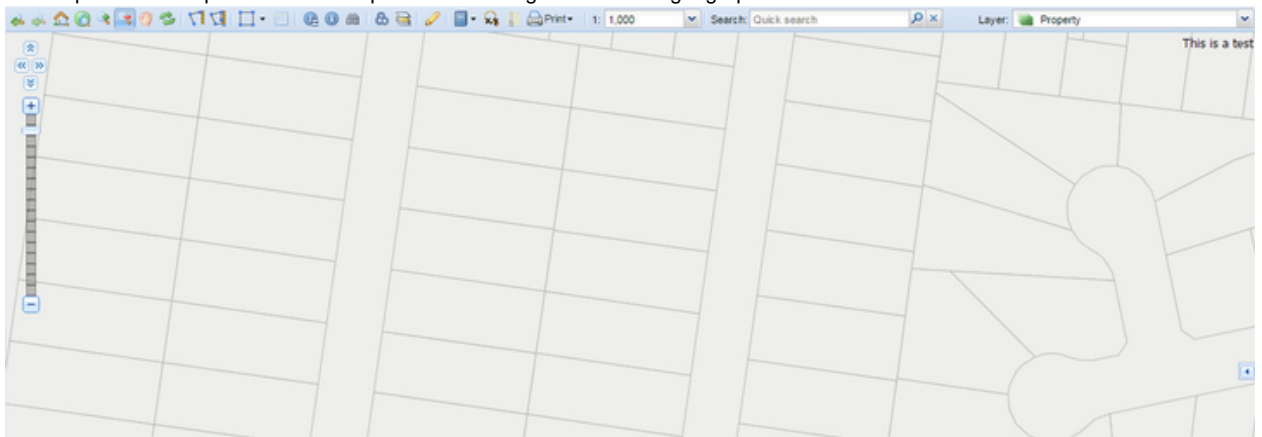 Print 1: 1,000 Search: Quick search Layer: Property
This is a test